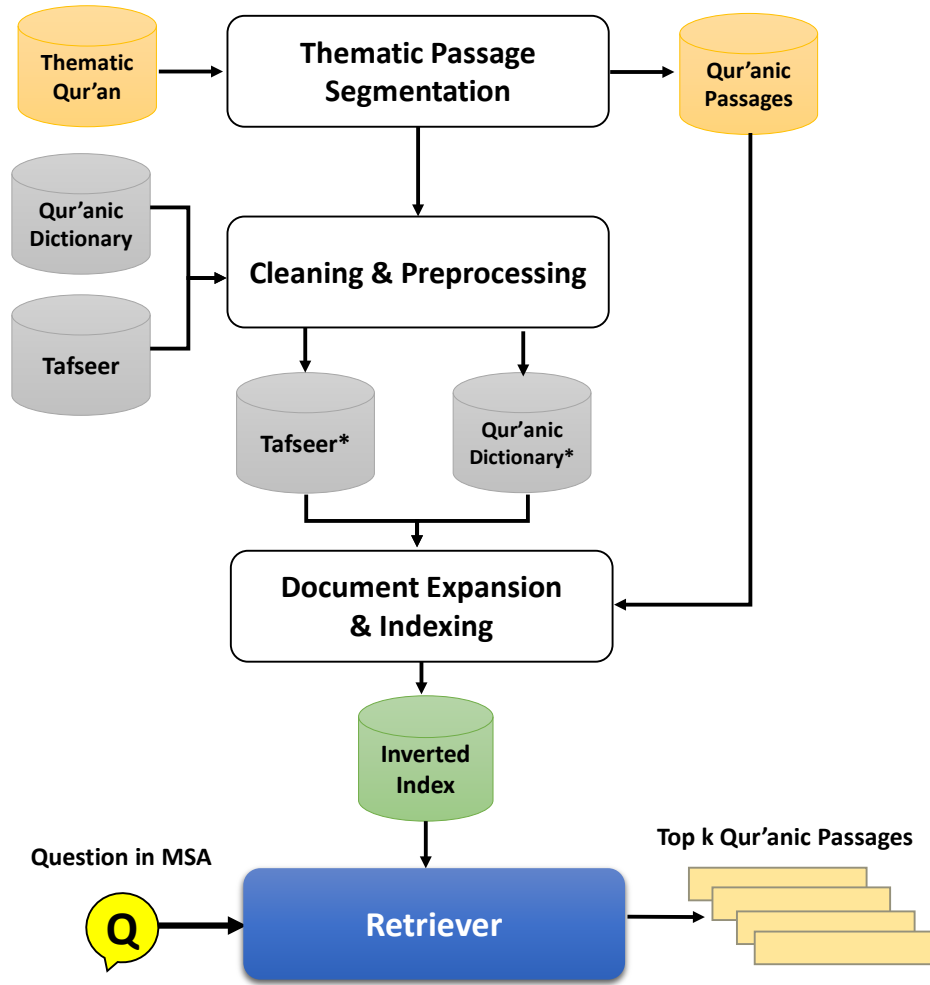 Thematic
Qur'an
Thematic Passage
Segmentation
Qur'anic
Passages
Qur'anic
Dictionary
Cleaning & Preprocessing
Tafseer
Tafseer*
Qur'anic
Dictionary*
Document Expansion
& Indexing
Inverted
Index
Question in MSA
Top k Qur'anic Passages
Q
Retriever